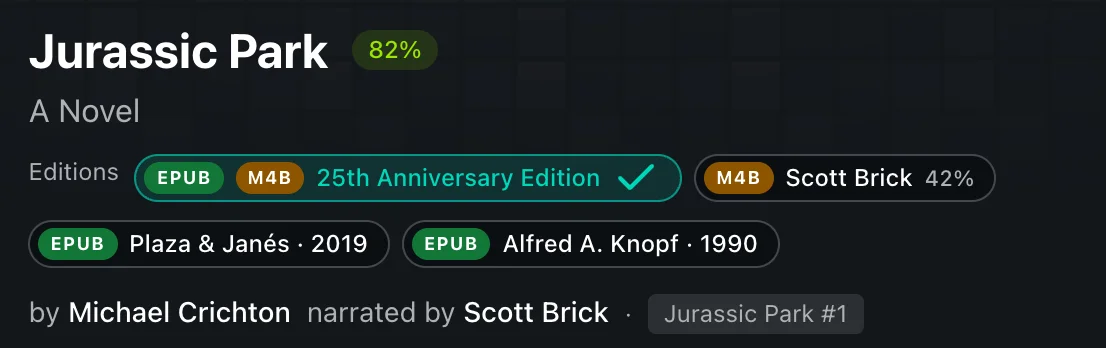 Jurassic Park 82%
A Novel
Editions EPUB M4B 25th Anniversary Edition M4B Scott Brick 42%
EPUB Plaza & Janés · 2019 EPUB Alfred A. Knopf · 1990
by Michael Crichton narrated by Scott Brick · Jurassic Park #1